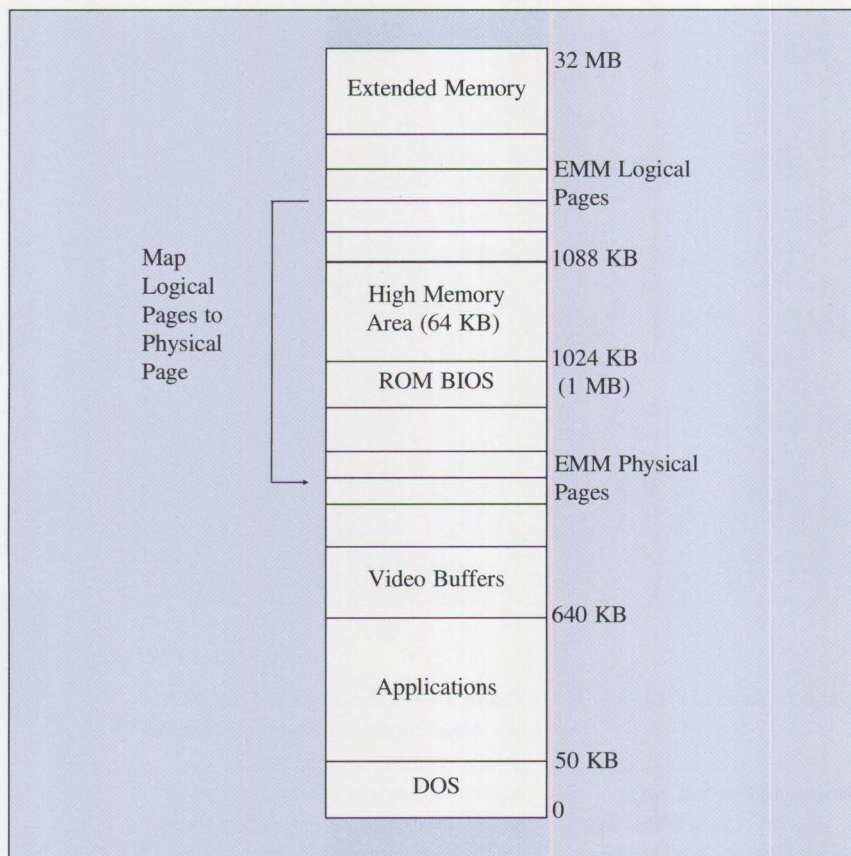 32 MB
Extended Memory
EMM Logical
Pages
1088 KB
Map
Logical
Pages to
Physical
Page
High Memory
Area (64 KB)
1024 KB
(1 MB)
ROM BIOS
EMM Physical
Pages
Video Buffers
640 KB
Applications
50 KB
DOS
0